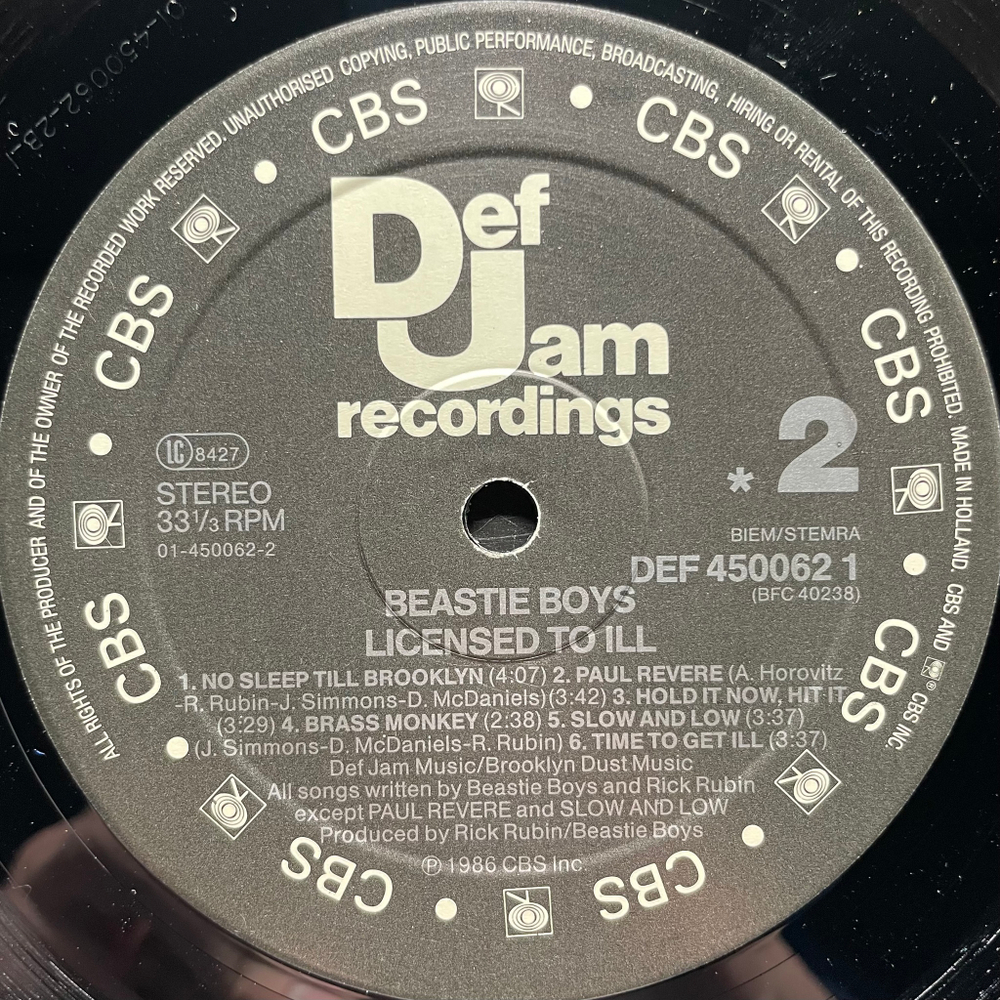 01-450062-2B-1
ALL RIGHTS OF THE PRODUCER AND OF THE OWNER OF THE RECORDED WORK RESERVED. UNAUTHORISED COPYING, PUBLIC PERFORMANCE, BROADCASTING, HIRING OR RENTAL OF THIS RECORDING PROHIBITED. MADE IN HOLLAND. CBS AND ® CBS INC.
CBS
CBS
CBS
CBS
CBS
CBS
CBS
CBS
Def
Jam
recordings
LC 8427
STEREO
33 1/3 RPM
01-450062-2
* 2
BIEM/STEMRA
DEF 450062 1
(BFC 40238)
BEASTIE BOYS
LICENSED TO ILL
1. NO SLEEP TILL BROOKLYN (4:07) 2. PAUL REVERE (A. Horovitz
-R. Rubin-J. Simmons-D. McDaniels)(3:42) 3. HOLD IT NOW, HIT IT
(3:29) 4. BRASS MONKEY (2:38) 5. SLOW AND LOW (3:37)
(J. Simmons-D. McDaniels-R. Rubin) 6. TIME TO GET ILL (3:37)
Def Jam Music/Brooklyn Dust Music
All songs written by Beastie Boys and Rick Rubin
except PAUL REVERE and SLOW AND LOW
Produced by Rick Rubin/Beastie Boys
℗ 1986 CBS Inc.